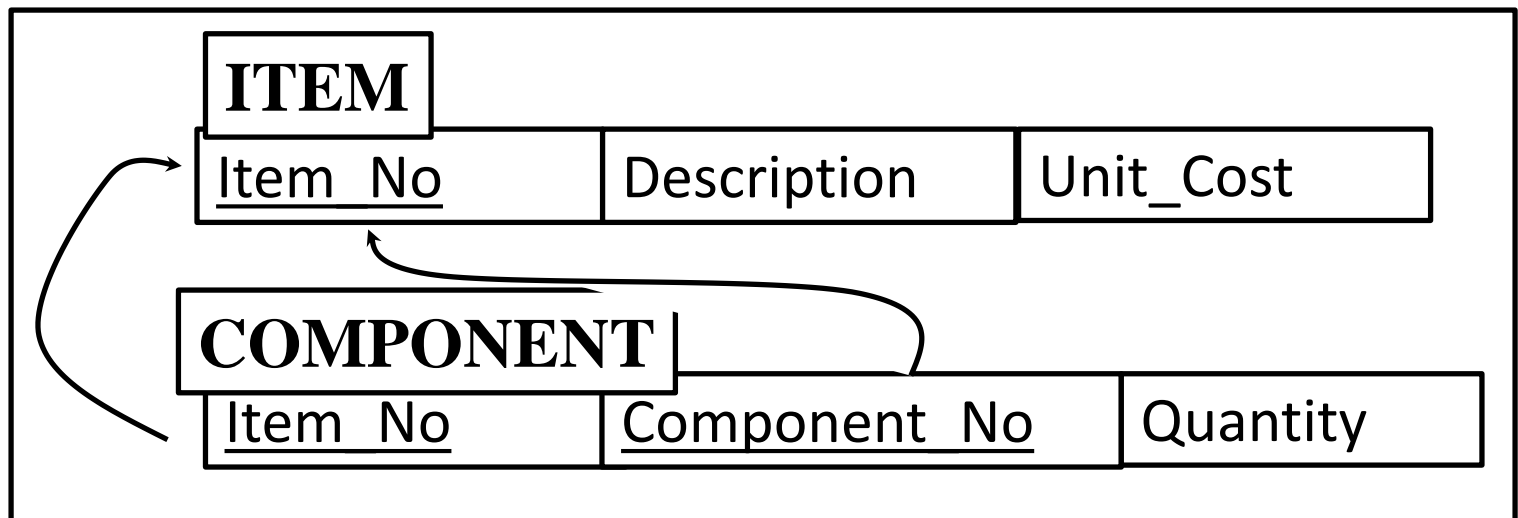 ITEM
Item_No Description Unit_Cost
COMPONENT
Item_No Component_No Quantity